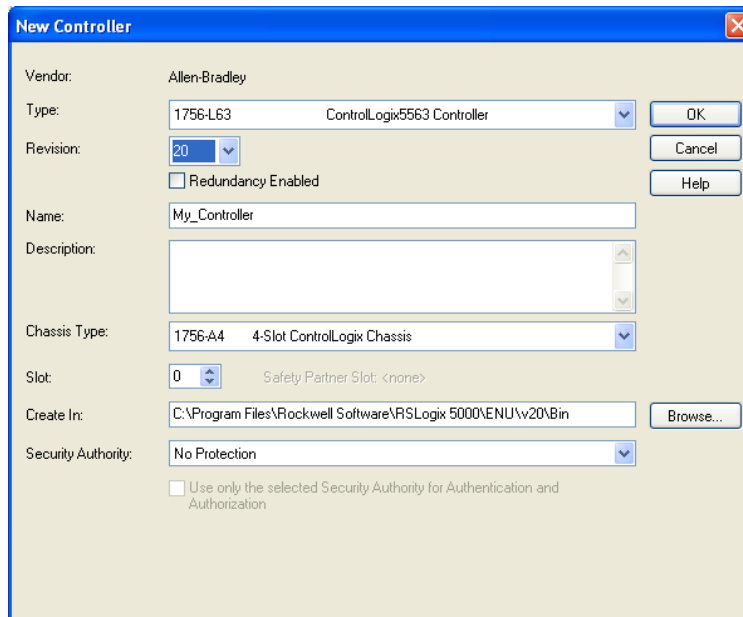 New Controller
Vendor: Allen-Bradley
Type: 1756-L63 ControlLogix5563 Controller OK
Revision: 20 Cancel
Redundancy Enabled Help
Name: My_Controller
Description:
Chassis Type: 1756-A4 4-Slot ControlLogix Chassis
Slot: 0 Safety Partner Slot: <none>
Create In: C:\Program Files\Rockwell Software\RSLogix 5000\ENU\v20\Bin Browse...
Security Authority: No Protection
Use only the selected Security Authority for Authentication and
Authorization